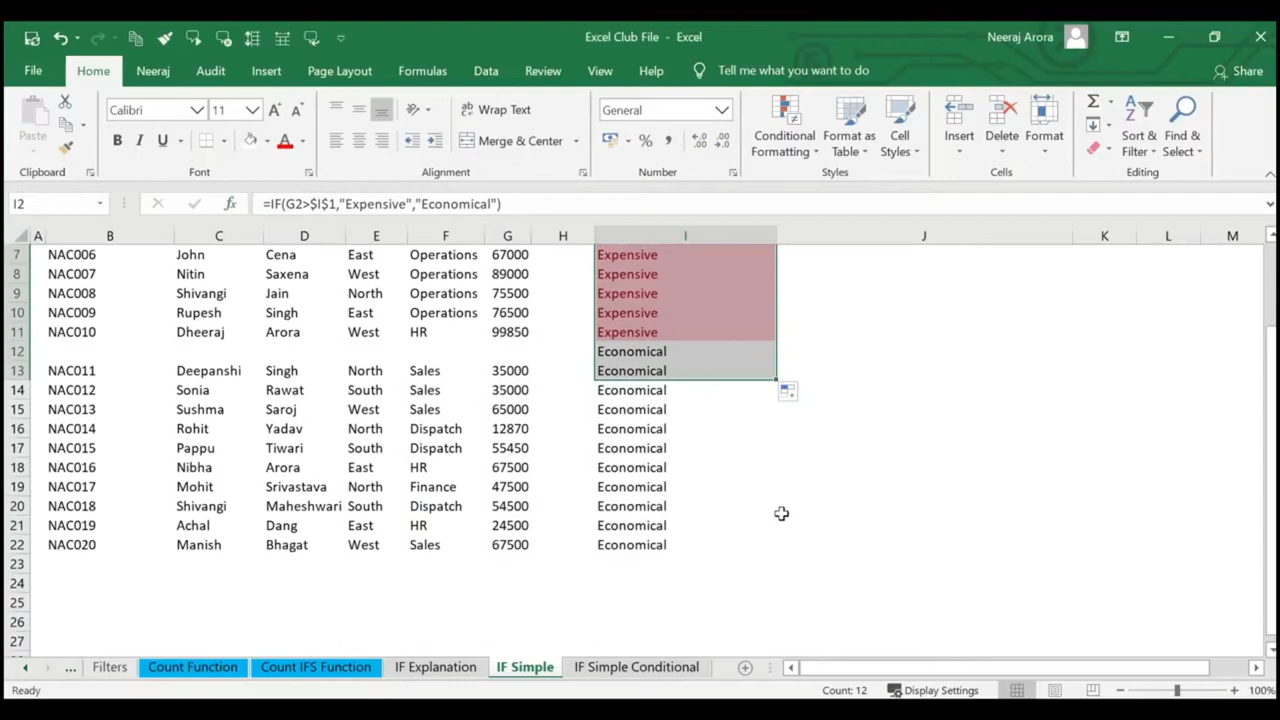 Excel Club File - Excel
Neeraj Arora
File Home Neeraj Audit Insert Page Layout Formulas Data Review View Help Tell me what you want to do Share
Calibri 11 Wrap Text General
Paste B I U Merge & Center % Conditional Formatting Format as Table Cell Styles Insert Delete Format Sort & Filter Find & Select
Clipboard Font Alignment Number Styles Cells Editing
I2 fx =IF(G2>$I$1,"Expensive","Economical")
A B C D E F G H I J K L M
7 NAC006 John Cena East Operations 67000 Expensive
8 NAC007 Nitin Saxena West Operations 89000 Expensive
9 NAC008 Shivangi Jain North Operations 75500 Expensive
10 NAC009 Rupesh Singh East Operations 76500 Expensive
11 NAC010 Dheeraj Arora West HR 99850 Expensive
12 Economical
13 NAC011 Deepanshi Singh North Sales 35000 Economical
14 NAC012 Sonia Rawat South Sales 35000 Economical
15 NAC013 Sushma Saroj West Sales 65000 Economical
16 NAC014 Rohit Yadav North Dispatch 12870 Economical
17 NAC015 Pappu Tiwari South Dispatch 55450 Economical
18 NAC016 Nibha Arora East HR 67500 Economical
19 NAC017 Mohit Srivastava North Finance 47500 Economical
20 NAC018 Shivangi Maheshwari South Dispatch 54500 Economical
21 NAC019 Achal Dang East HR 24500 Economical
22 NAC020 Manish Bhagat West Sales 67500 Economical
23
24
25
26
27
... Filters Count Function Count IFS Function IF Explanation IF Simple IF Simple Conditional
Ready Count: 12 Display Settings 100%